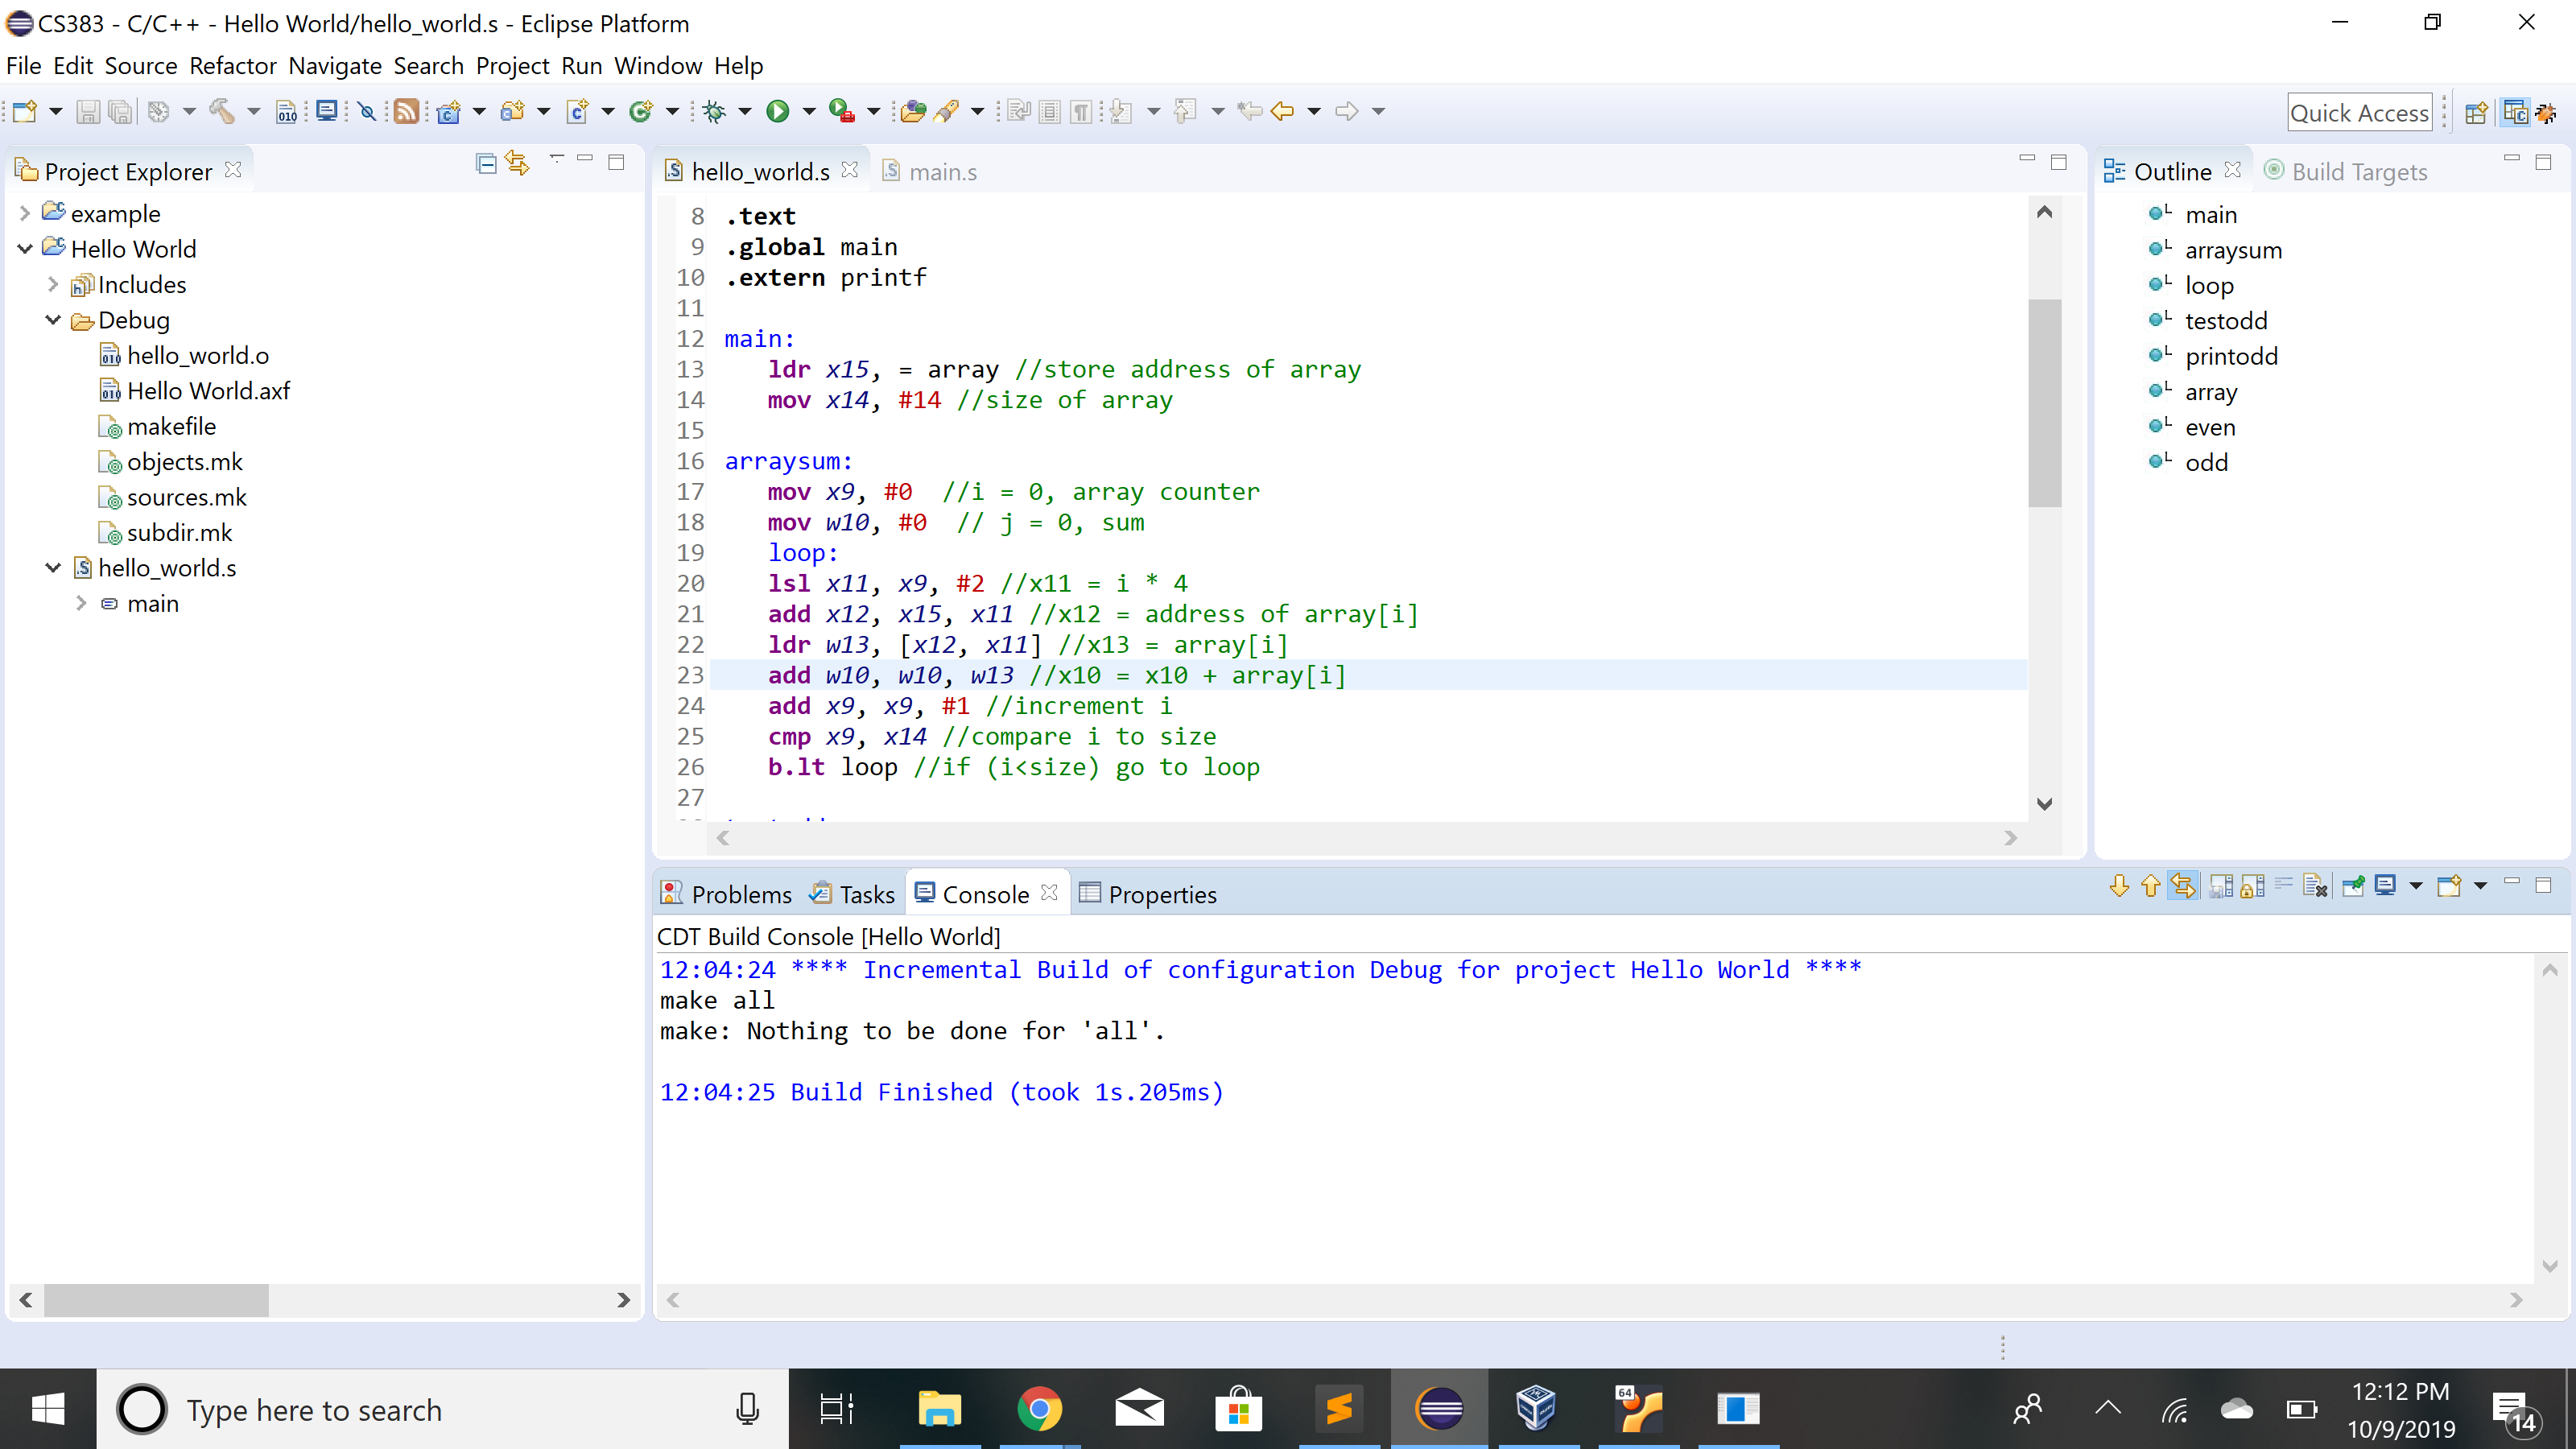 CS383 - C/C++ - Hello World/hello_world.s - Eclipse Platform
File Edit Source Refactor Navigate Search Project Run Window Help
Quick Access
Project Explorer
example
Hello World
Includes
Debug
hello_world.o
Hello World.axf
makefile
objects.mk
sources.mk
subdir.mk
hello_world.s
main
hello_world.s main.s
8 .text
9 .global main
10 .extern printf
11
12 main:
13 ldr x15, = array //store address of array
14 mov x14, #14 //size of array
15
16 arraysum:
17 mov x9, #0 //i = 0, array counter
18 mov w10, #0 // j = 0, sum
19 loop:
20 lsl x11, x9, #2 //x11 = i * 4
21 add x12, x15, x11 //x12 = address of array[i]
22 ldr w13, [x12, x11] //x13 = array[i]
23 add w10, w10, w13 //x10 = x10 + array[i]
24 add x9, x9, #1 //increment i
25 cmp x9, x14 //compare i to size
26 b.lt loop //if (i<size) go to loop
27
Outline Build Targets
main
arraysum
loop
testodd
printodd
array
even
odd
Problems Tasks Console Properties
CDT Build Console [Hello World]
12:04:24 **** Incremental Build of configuration Debug for project Hello World ****
make all
make: Nothing to be done for 'all'.
12:04:25 Build Finished (took 1s.205ms)
Type here to search
64
12:12 PM
10/9/2019
14